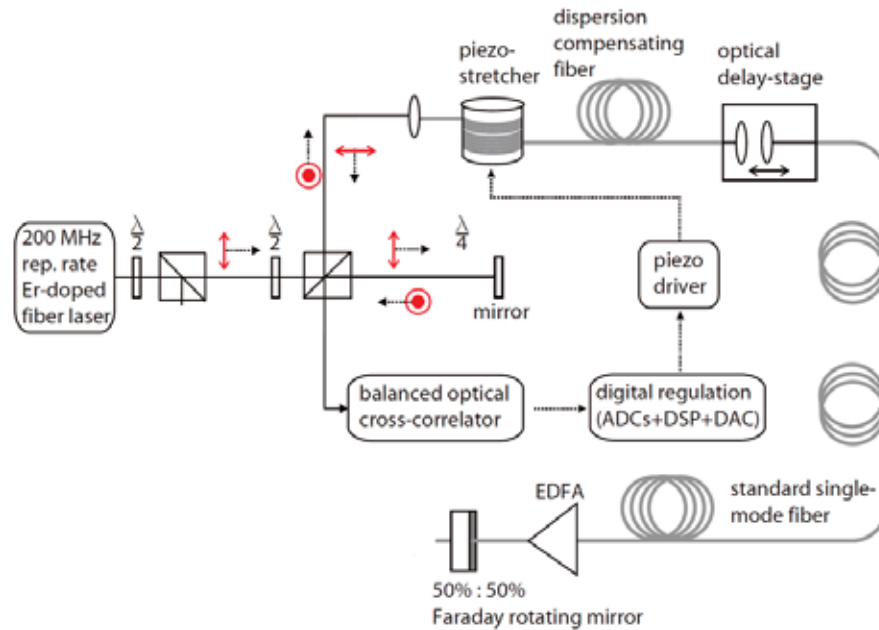 dispersion
compensating
fiber
piezo-
stretcher
optical
delay-stage
200 MHz
rep. rate
Er-doped
fiber laser
λ
2
λ
2
λ
4
mirror
piezo
driver
balanced optical
cross-correlator
digital regulation
(ADCs+DSP+DAC)
EDFA
standard single-
mode fiber
50% : 50%
Faraday rotating mirror